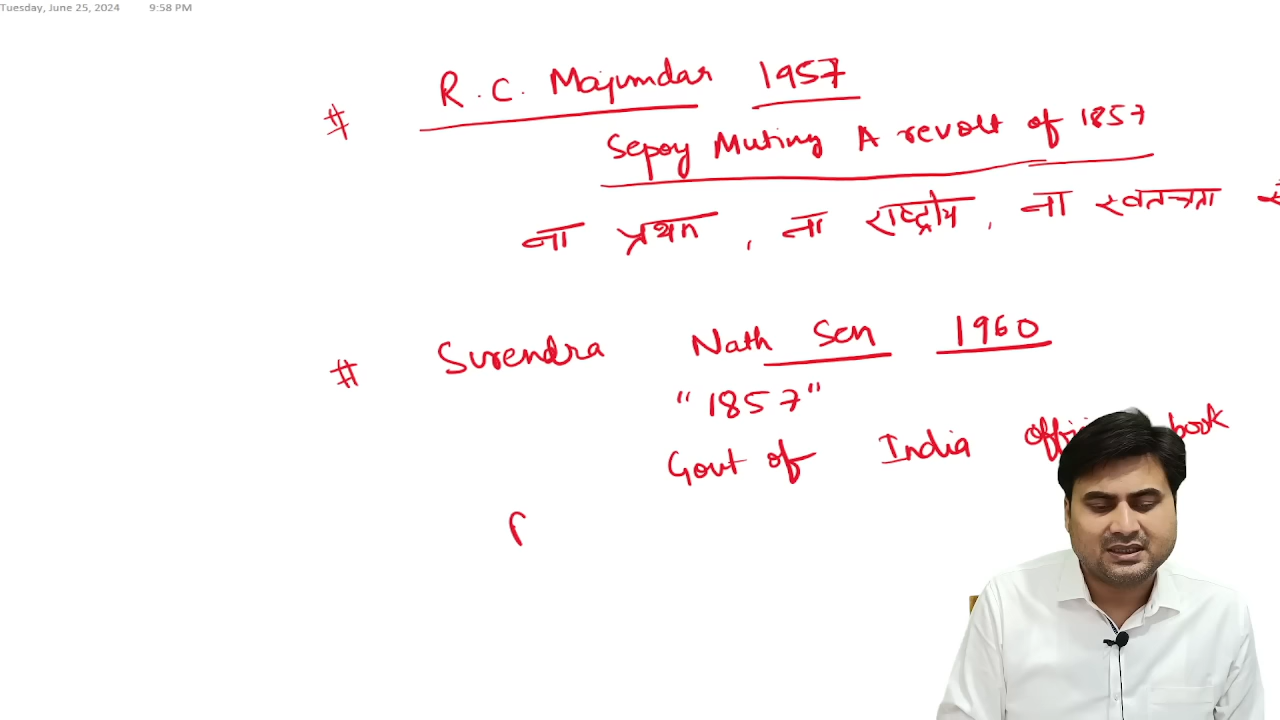 Tuesday, June 25, 2024 9:58 PM
# R.C. Majumdar 1957
Sepoy Mutiny A revolt of 1857
ना प्रथम, ना राष्ट्रीय, ना स्वतन्त्रता
# Surendra Nath Sen 1960
"1857"
Govt of India book